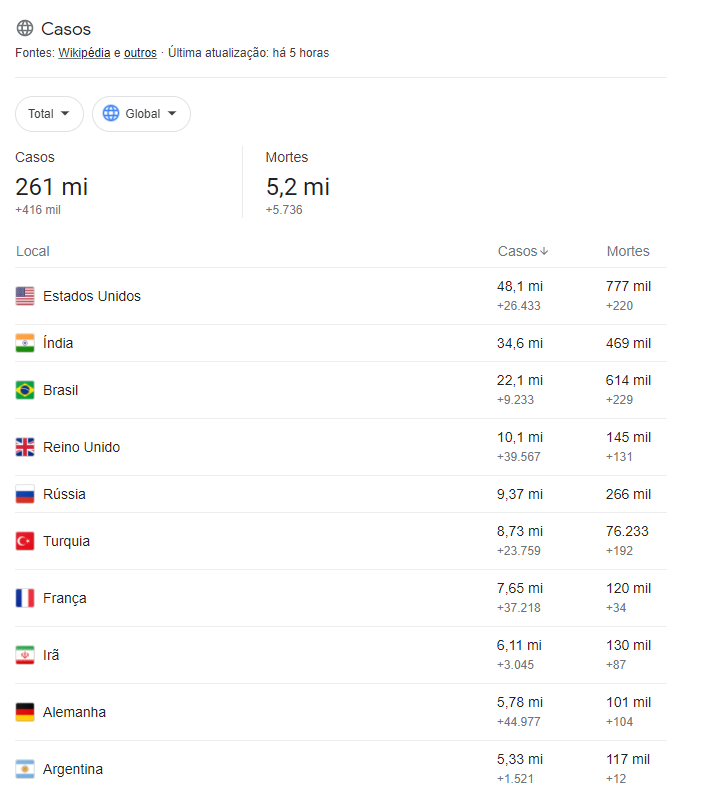 Casos
Fontes: Wikipédia e outros · Última atualização: há 5 horas
Total Global
Casos Mortes
261 mi 5,2 mi
+416 mil +5.736
Local Casos Mortes
Estados Unidos 48,1 mi 777 mil
+26.433 +220
Índia 34,6 mi 469 mil
Brasil 22,1 mi 614 mil
+9.233 +229
Reino Unido 10,1 mi 145 mil
+39.567 +131
Rússia 9,37 mi 266 mil
Turquia 8,73 mi 76.233
+23.759 +192
França 7,65 mi 120 mil
+37.218 +34
Irã 6,11 mi 130 mil
+3.045 +87
Alemanha 5,78 mi 101 mil
+44.977 +104
Argentina 5,33 mi 117 mil
+1.521 +12